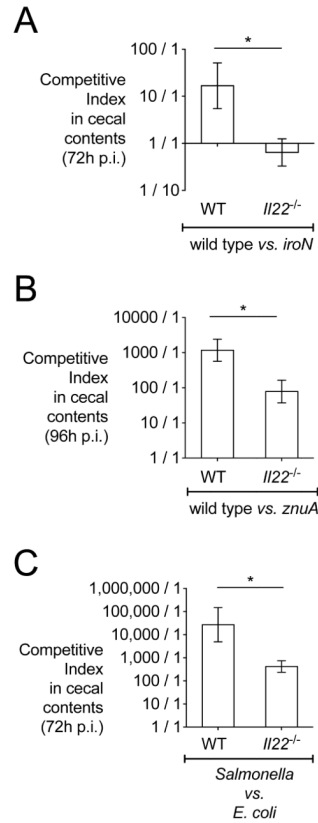 A
Competitive
Index
in cecal
contents
(72h p.i.)
100 / 1
10 / 1
1 / 1
1 / 10
*
WT Il22-/-
wild type vs. iroN
B
Competitive
Index
in cecal
contents
(96h p.i.)
10000 / 1
1000 / 1
100 / 1
10 / 1
1 / 1
*
WT Il22-/-
wild type vs. znuA
C
Competitive
Index
in cecal
contents
(72h p.i.)
1,000,000 / 1
100,000 / 1
10,000 / 1
1,000 / 1
100 / 1
10 / 1
1 / 1
*
WT Il22-/-
Salmonella
vs.
E. coli